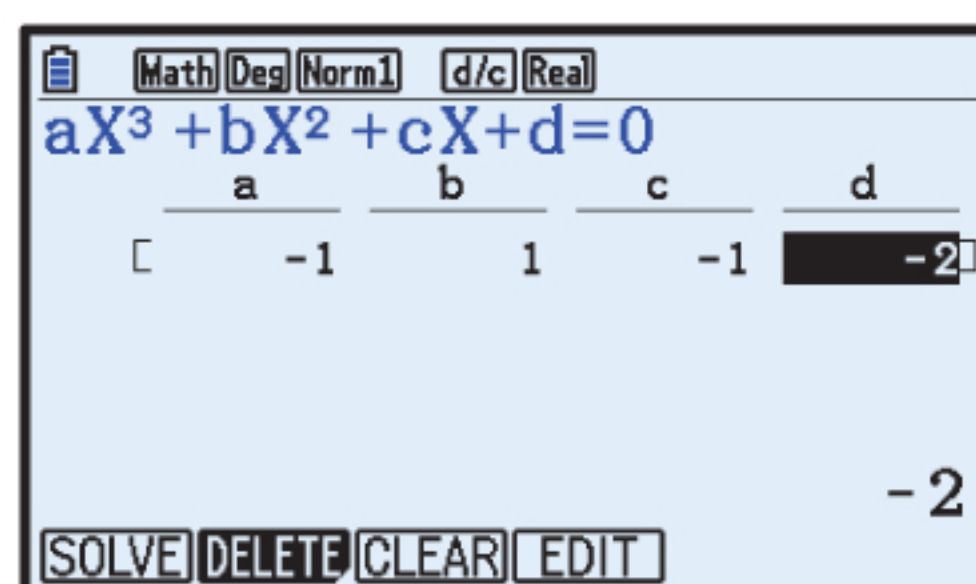 Math Deg Norm1 d/c Real
aX³ +bX² +cX+d=0
a b c d
[ -1 1 -1 -2 ]
-2
SOLVE DELETE CLEAR EDIT